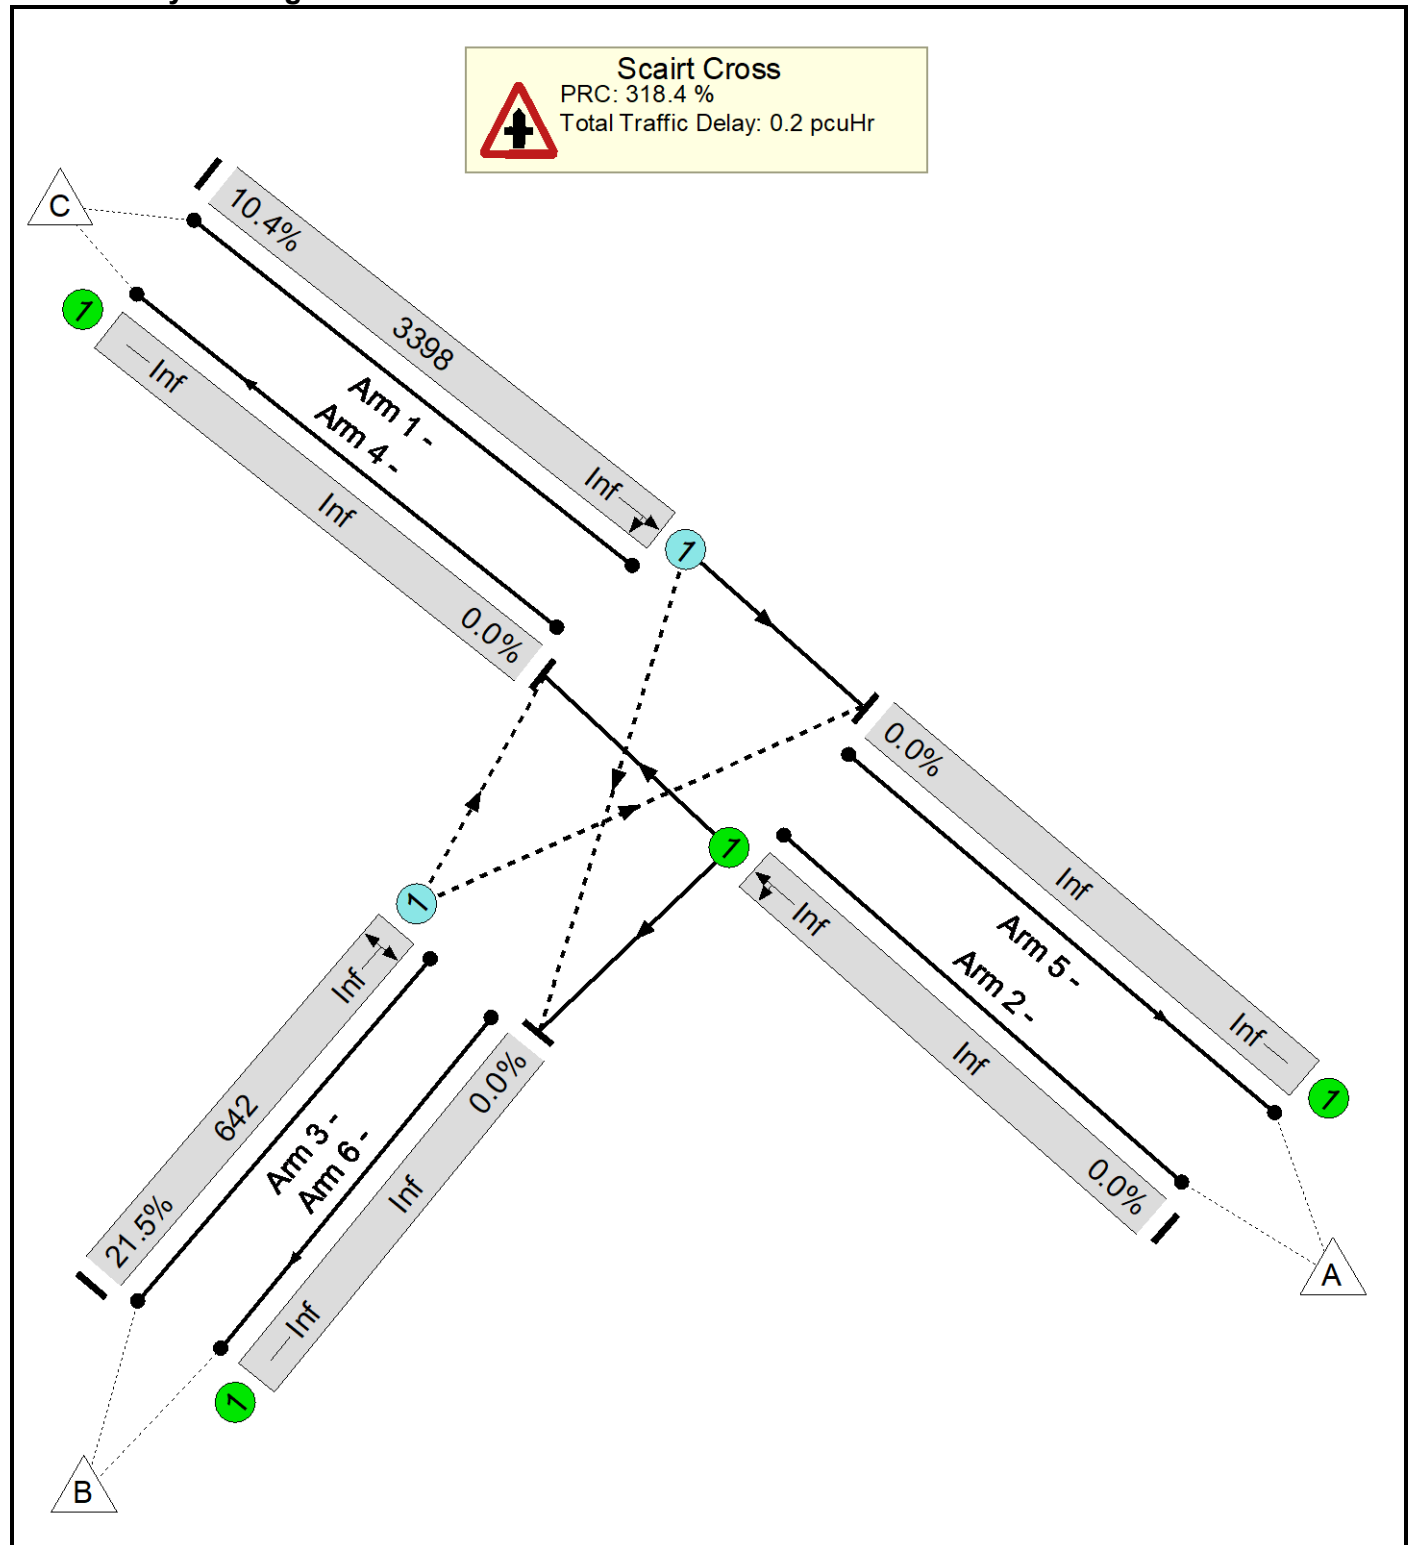 Scairt Cross
PRC: 318.4 %
Total Traffic Delay: 0.2 pcuHr
C
10.4%
3398
Inf
1
1
Inf
Inf
0.0%
Arm 1 -
Arm 4 -
0.0%
Inf
Inf
1
Arm 5 -
Arm 2 -
1
Inf
Inf
0.0%
A
1
Inf
642
21.5%
Arm 3 -
Arm 6 -
0.0%
Inf
Inf
1
B